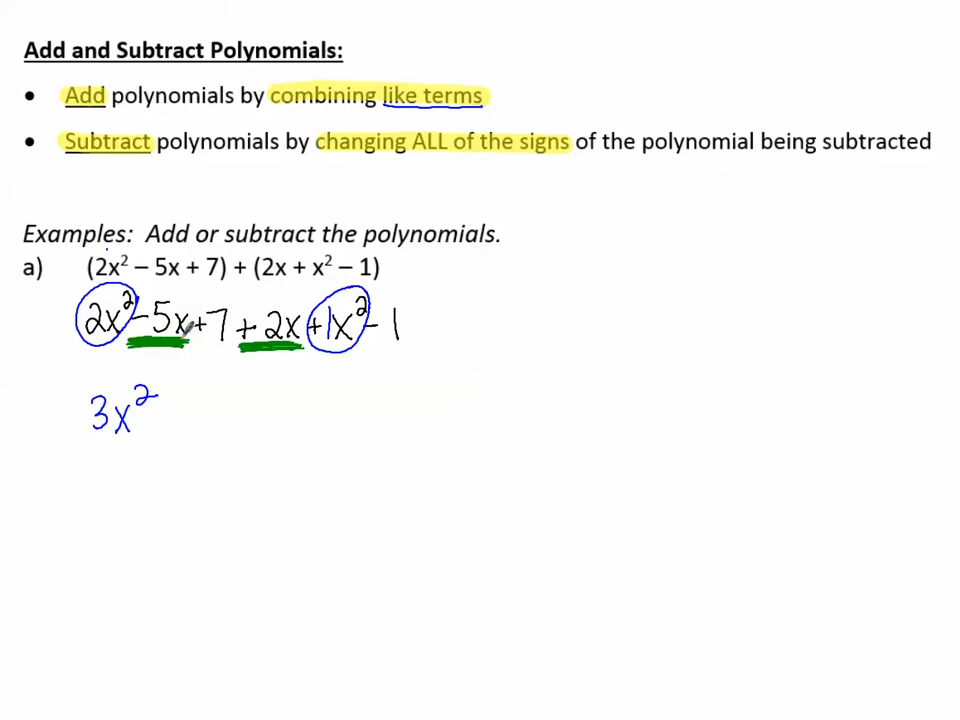 Add and Subtract Polynomials:
• Add polynomials by combining like terms
• Subtract polynomials by changing ALL of the signs of the polynomial being subtracted
Examples: Add or subtract the polynomials.
a) (2x² – 5x + 7) + (2x + x² – 1)
2x² - 5x + 7 + 2x + 1x² - 1
3x²